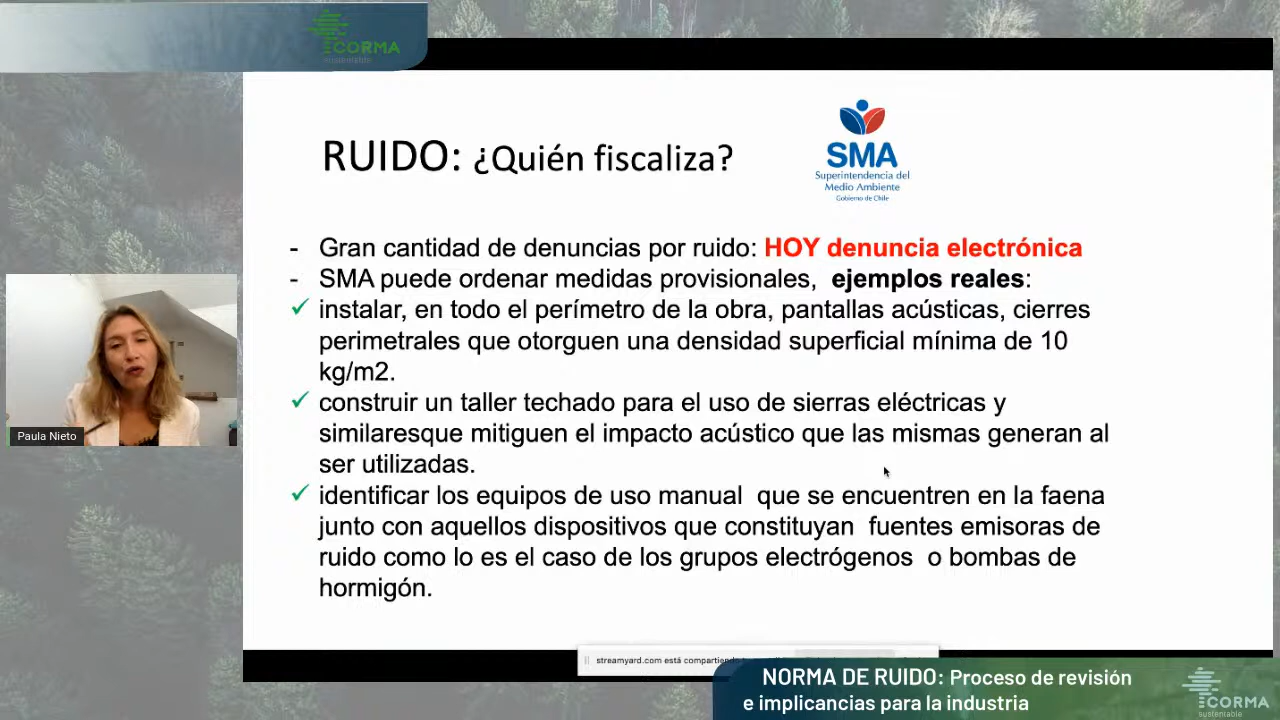 CORMA
sustentable
RUIDO: ¿Quién fiscaliza?
SMA
Superintendencia del
Medio Ambiente
Gobierno de Chile
- Gran cantidad de denuncias por ruido: HOY denuncia electrónica
- SMA puede ordenar medidas provisionales, ejemplos reales:
✓ instalar, en todo el perímetro de la obra, pantallas acústicas, cierres
perimetrales que otorguen una densidad superficial mínima de 10
kg/m2.
✓ construir un taller techado para el uso de sierras eléctricas y
similaresque mitiguen el impacto acústico que las mismas generan al
ser utilizadas.
✓ identificar los equipos de uso manual que se encuentren en la faena
junto con aquellos dispositivos que constituyan fuentes emisoras de
ruido como lo es el caso de los grupos electrógenos o bombas de
hormigón.
Paula Nieto
streamyard.com está compartiendo
NORMA DE RUIDO: Proceso de revisión
e implicancias para la industria
CORMA
sustentable